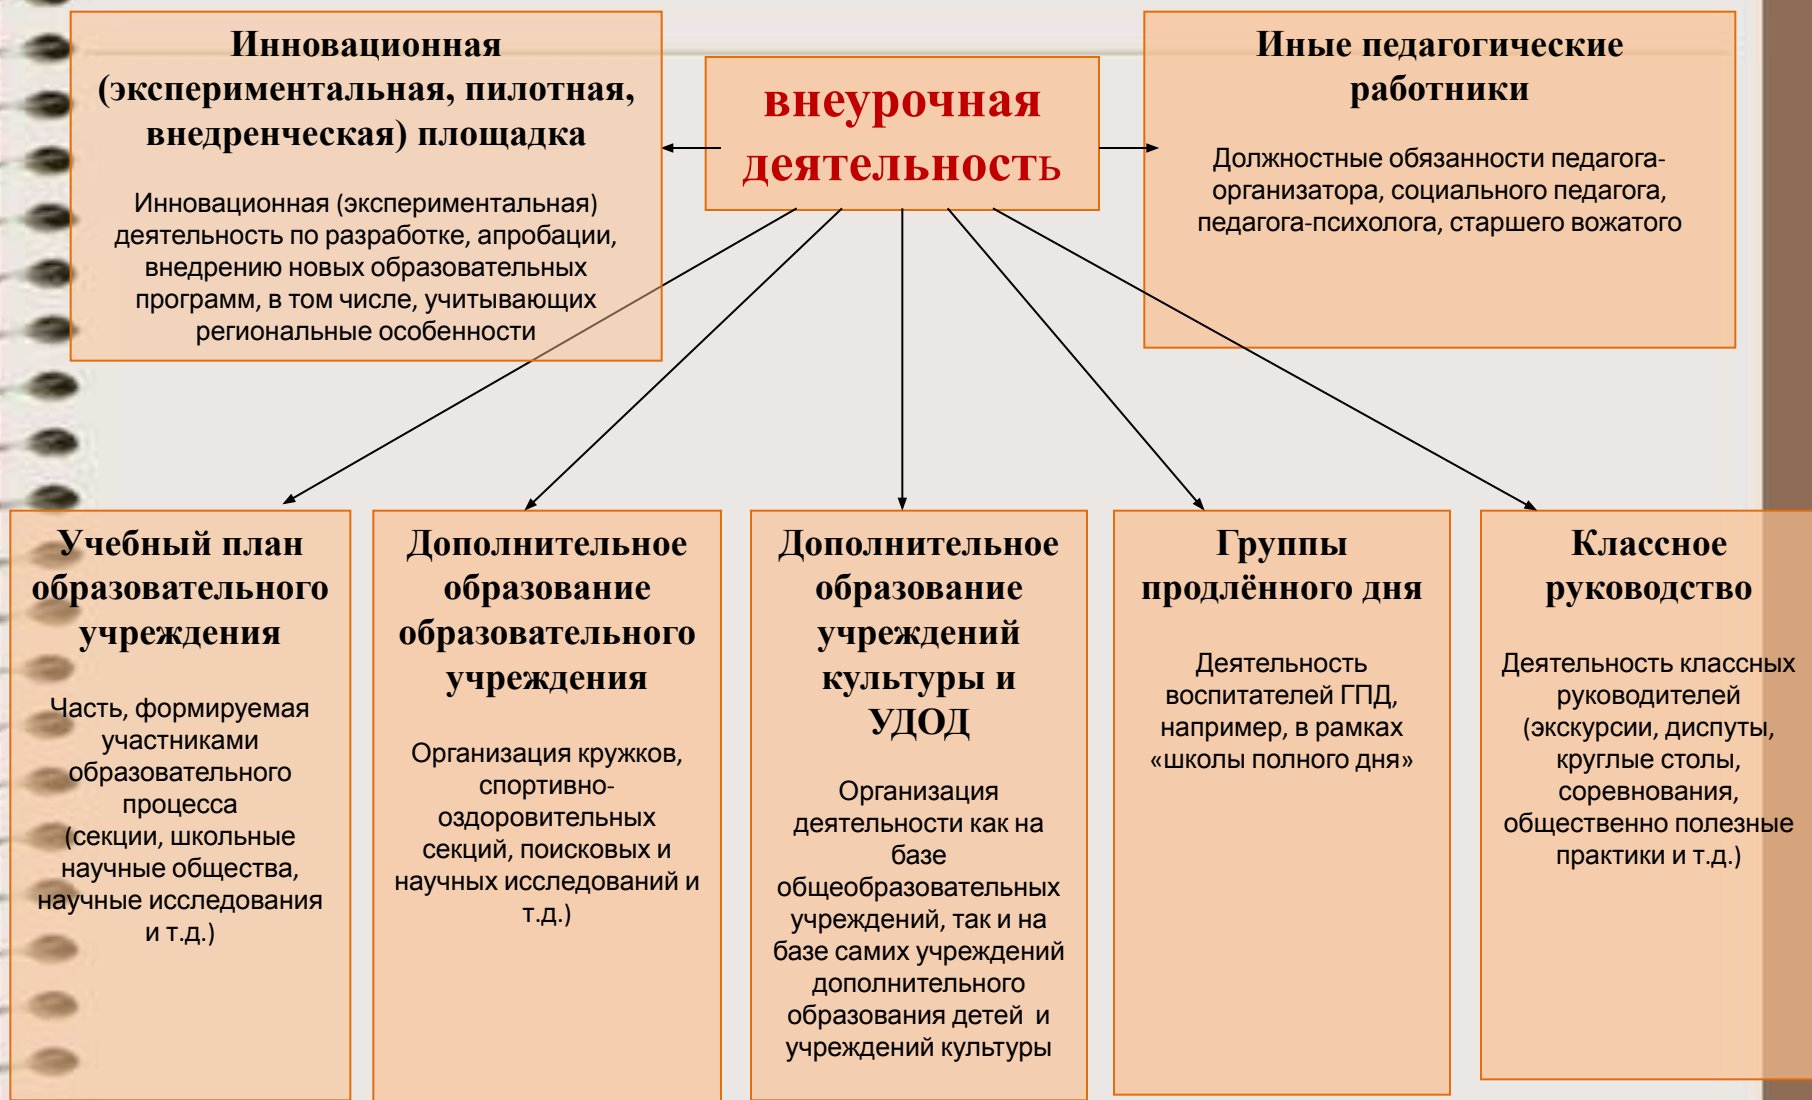 Инновационная
(экспериментальная, пилотная,
внедренческая) площадка
Инновационная (экспериментальная)
деятельность по разработке, апробации,
внедрению новых образовательных
программ, в том числе, учитывающих
региональные особенности
внеурочная
деятельность
Иные педагогические
работники
Должностные обязанности педагога-
организатора, социального педагога,
педагога-психолога, старшего вожатого
Учебный план
образовательного
учреждения
Часть, формируемая
участниками
образовательного
процесса
(секции, школьные
научные общества,
научные исследования
и т.д.)
Дополнительное
образование
образовательного
учреждения
Организация кружков,
спортивно-
оздоровительных
секций, поисковых и
научных исследований и
т.д.)
Дополнительное
образование
учреждений
культуры и
УДОД
Организация
деятельности как на
базе
общеобразовательных
учреждений, так и на
базе самих учреждений
дополнительного
образования детей и
учреждений культуры
Группы
продлённого дня
Деятельность
воспитателей ГПД,
например, в рамках
«школы полного дня»
Классное
руководство
Деятельность классных
руководителей
(экскурсии, диспуты,
круглые столы,
соревнования,
общественно полезные
практики и т.д.)